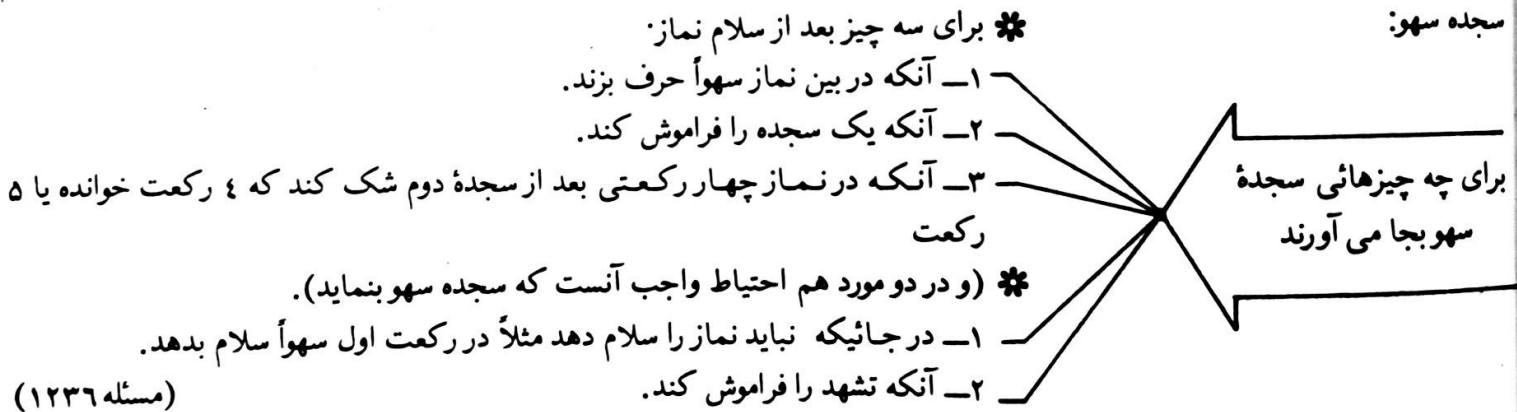 سجده سهو:
برای چه چیزهائی سجدهٔ
سهو بجا می آورند
✽ برای سه چیز بعد از سلام نماز
۱ــ آنکه در بین نماز سهواً حرف بزند.
۲ــ آنکه یک سجده را فراموش کند.
۳ــ آنکه در نماز چهار رکعتی بعد از سجدهٔ دوم شک کند که ٤ رکعت خوانده یا ۵
رکعت
✽ (و در دو مورد هم احتیاط واجب آنست که سجده سهو بنماید).
۱ــ در جائیکه نباید نماز را سلام دهد مثلاً در رکعت اول سهواً سلام بدهد.
۲ــ آنکه تشهد را فراموش کند. (مسئله ۱۲۳٦)